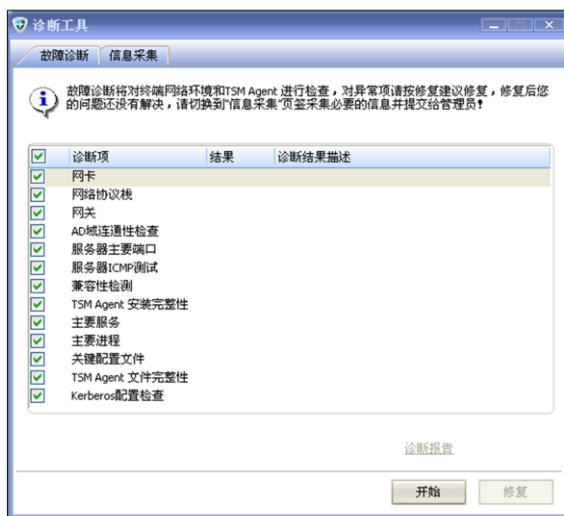 诊断工具
故障诊断 信息采集
故障诊断将对终端网络环境和TSM Agent 进行检查，对异常项请按修复建议修复，修复后您
的问题还没有解决，请切换到"信息采集"页签采集必要的信息并提交给管理员！
诊断项 结果 诊断结果描述
网卡
网络协议栈
网关
AD域连通性检查
服务器主要端口
服务器ICMP测试
兼容性检测
TSM Agent 安装完整性
主要服务
主要进程
关键配置文件
TSM Agent 文件完整性
Kerberos配置检查
诊断报告
开始 修复